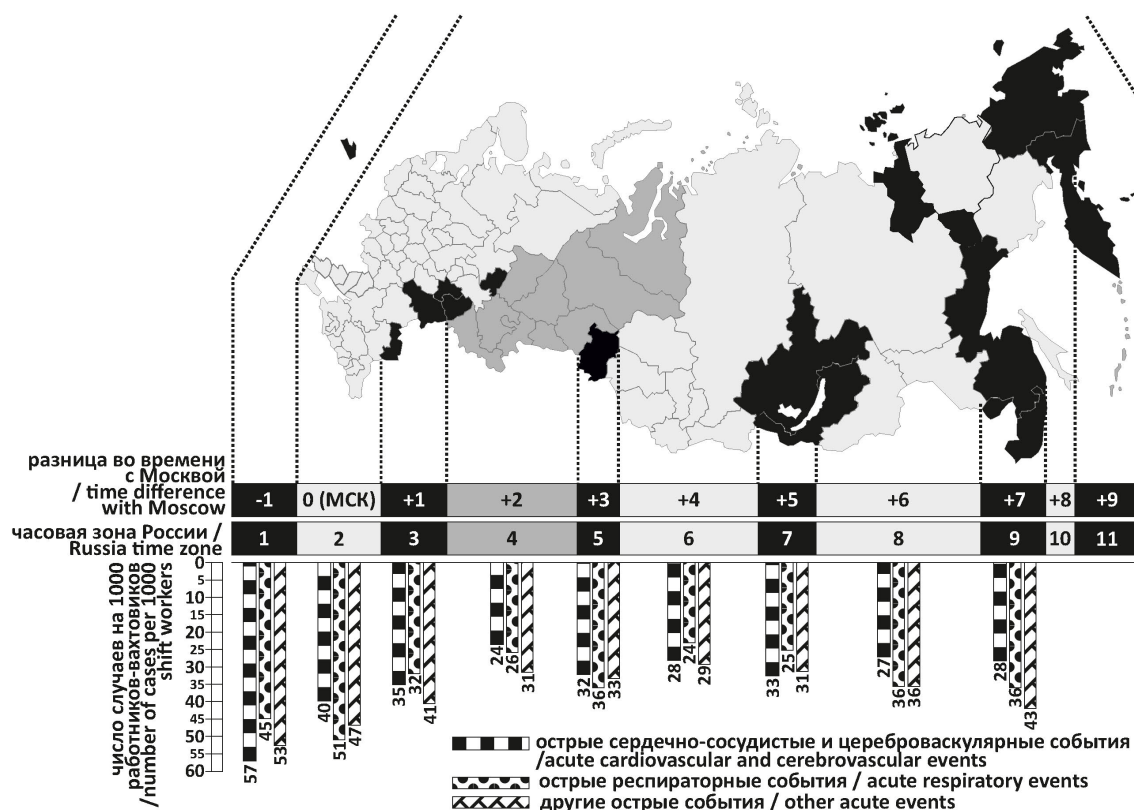 разница во времени
с Москвой
/ time difference
with Moscow
-1 0 (МСК) +1 +2 +3 +4 +5 +6 +7 +8 +9
часовая зона России /
Russia time zone
1 2 3 4 5 6 7 8 9 10 11
число случаев на 1000
работников-вахтовиков
/number of cases per 1000
shift workers
0
5
10
15
20
25
30
35
40
45
50
55
60
57 45 53
40 51 47
35 32 41
24 26 31
32 36 33
28 24 29
33 25 31
27 36 36
28 36 43
острые сердечно-сосудистые и цереброваскулярные события
/acute cardiovascular and cerebrovascular events
острые респираторные события / acute respiratory events
другие острые события / other acute events